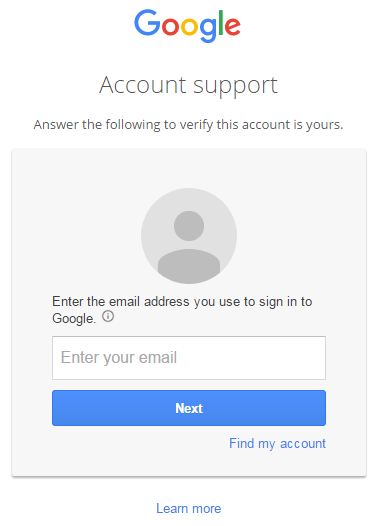 Google
Account support
Answer the following to verify this account is yours.
Enter the email address you use to sign in to
Google.
Enter your email
Next
Find my account
Learn more